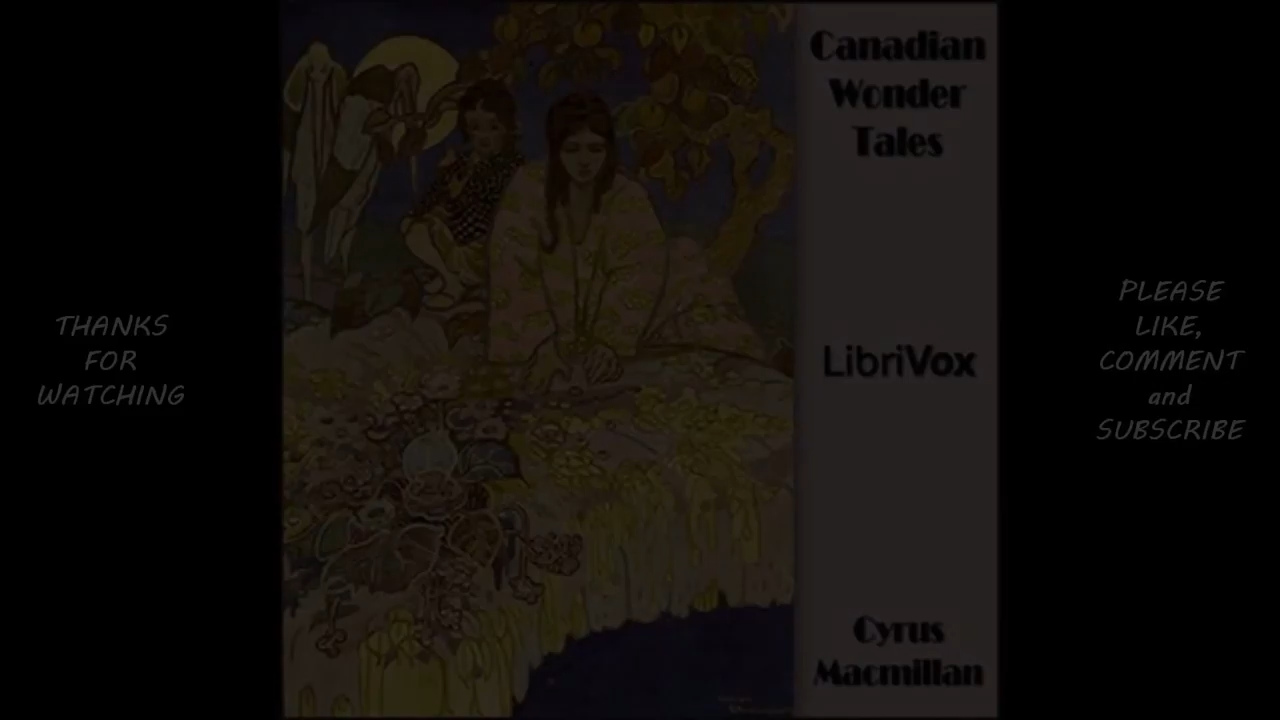 THANKS
FOR
WATCHING
Canadian
Wonder
Tales
LibriVox
Cyrus
Macmillan
PLEASE
LIKE,
COMMENT
and
SUBSCRIBE